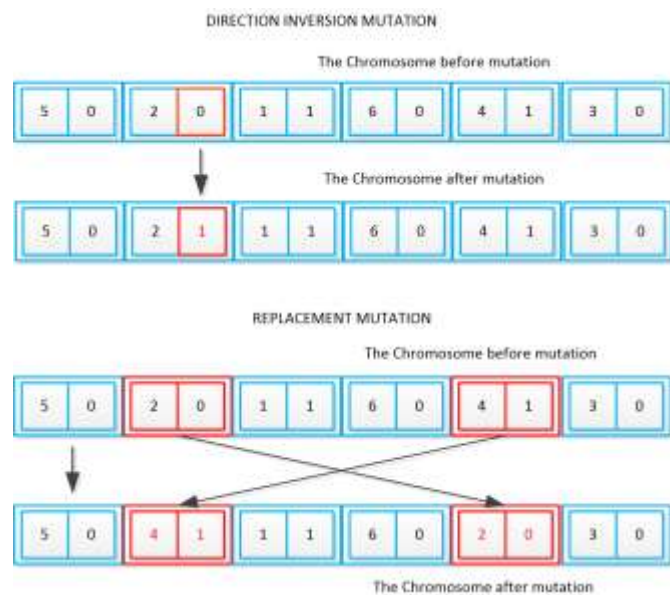 DIRECTION INVERSION MUTATION
The Chromosome before mutation
5 0 2 0 1 1 6 0 4 1 3 0
The Chromosome after mutation
5 0 2 1 1 1 6 0 4 1 3 0
REPLACEMENT MUTATION
The Chromosome before mutation
5 0 2 0 1 1 6 0 4 1 3 0
5 0 4 1 1 1 6 0 2 0 3 0
The Chromosome after mutation